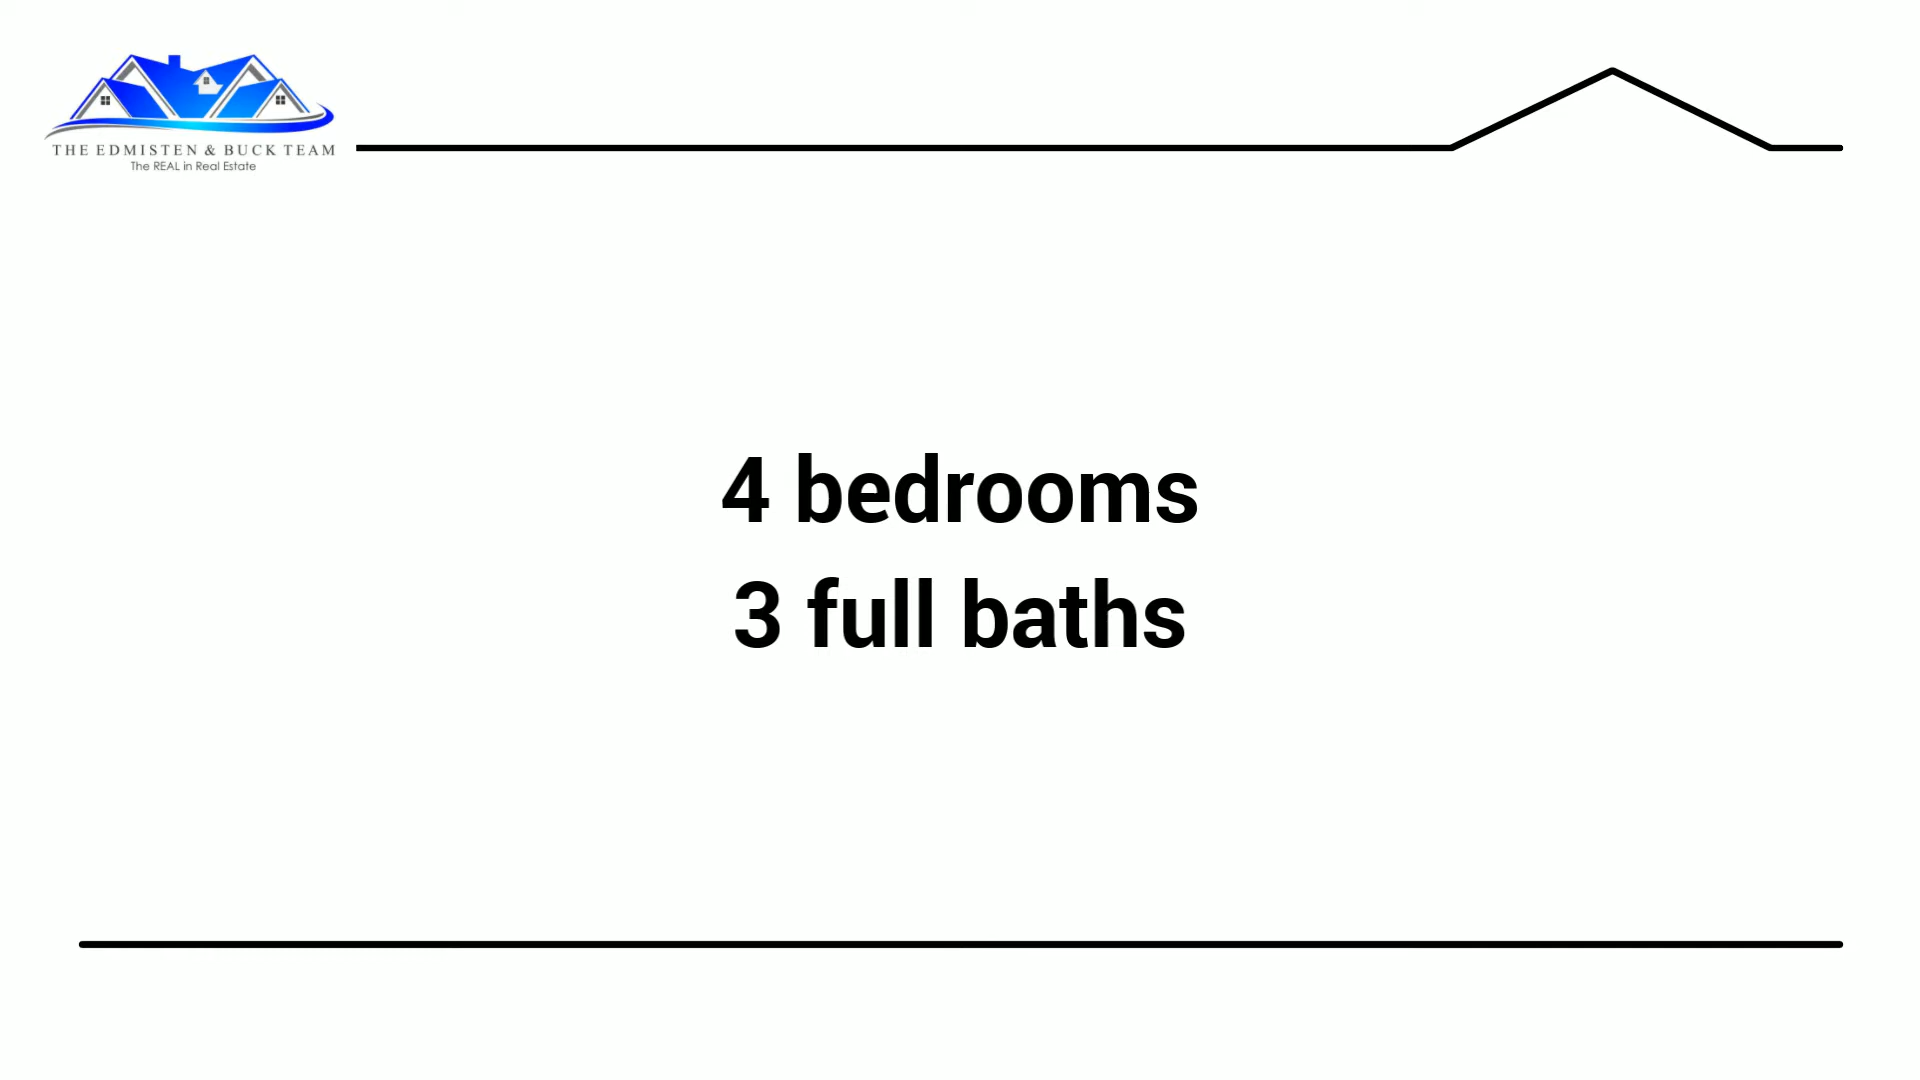 THE EDMISTEN & BUCK TEAM
The REAL in Real Estate
4 bedrooms
3 full baths